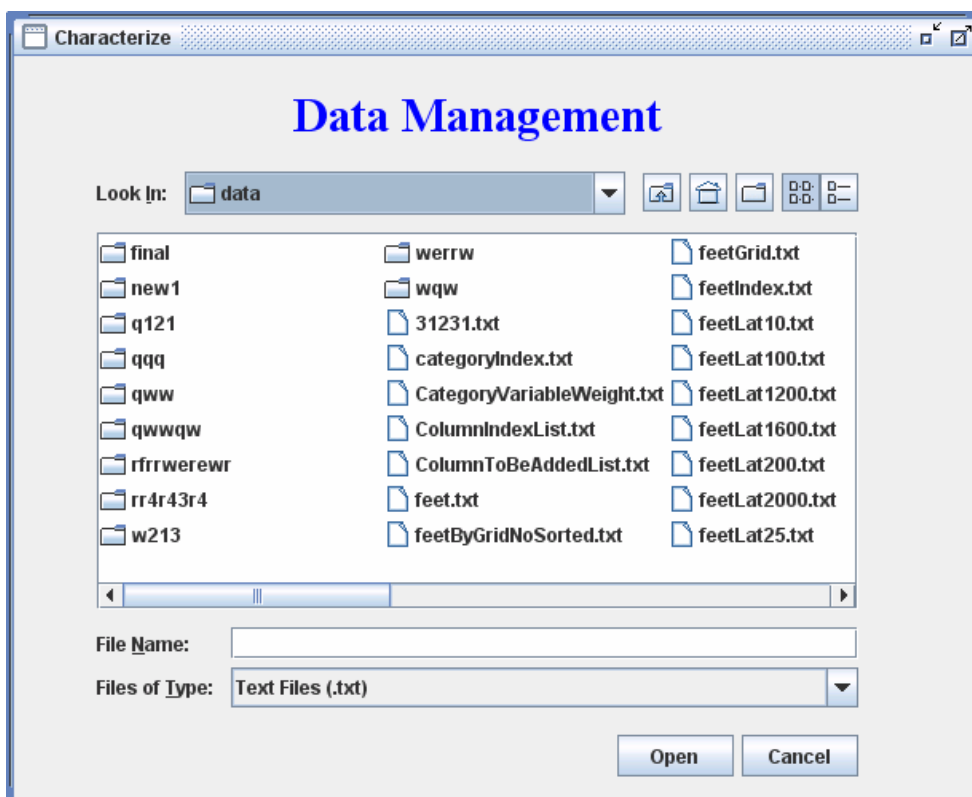 Characterize
Data Management
Look In: data
final
new1
q121
qqq
qww
qwwqw
rfrrwerewr
rr4r43r4
w213
werrw
wqw
31231.txt
categoryIndex.txt
CategoryVariableWeight.txt
ColumnIndexList.txt
ColumnToBeAddedList.txt
feet.txt
feetByGridNoSorted.txt
feetGrid.txt
feetIndex.txt
feetLat10.txt
feetLat100.txt
feetLat1200.txt
feetLat1600.txt
feetLat200.txt
feetLat2000.txt
feetLat25.txt
File Name:
Files of Type: Text Files (.txt)
Open Cancel